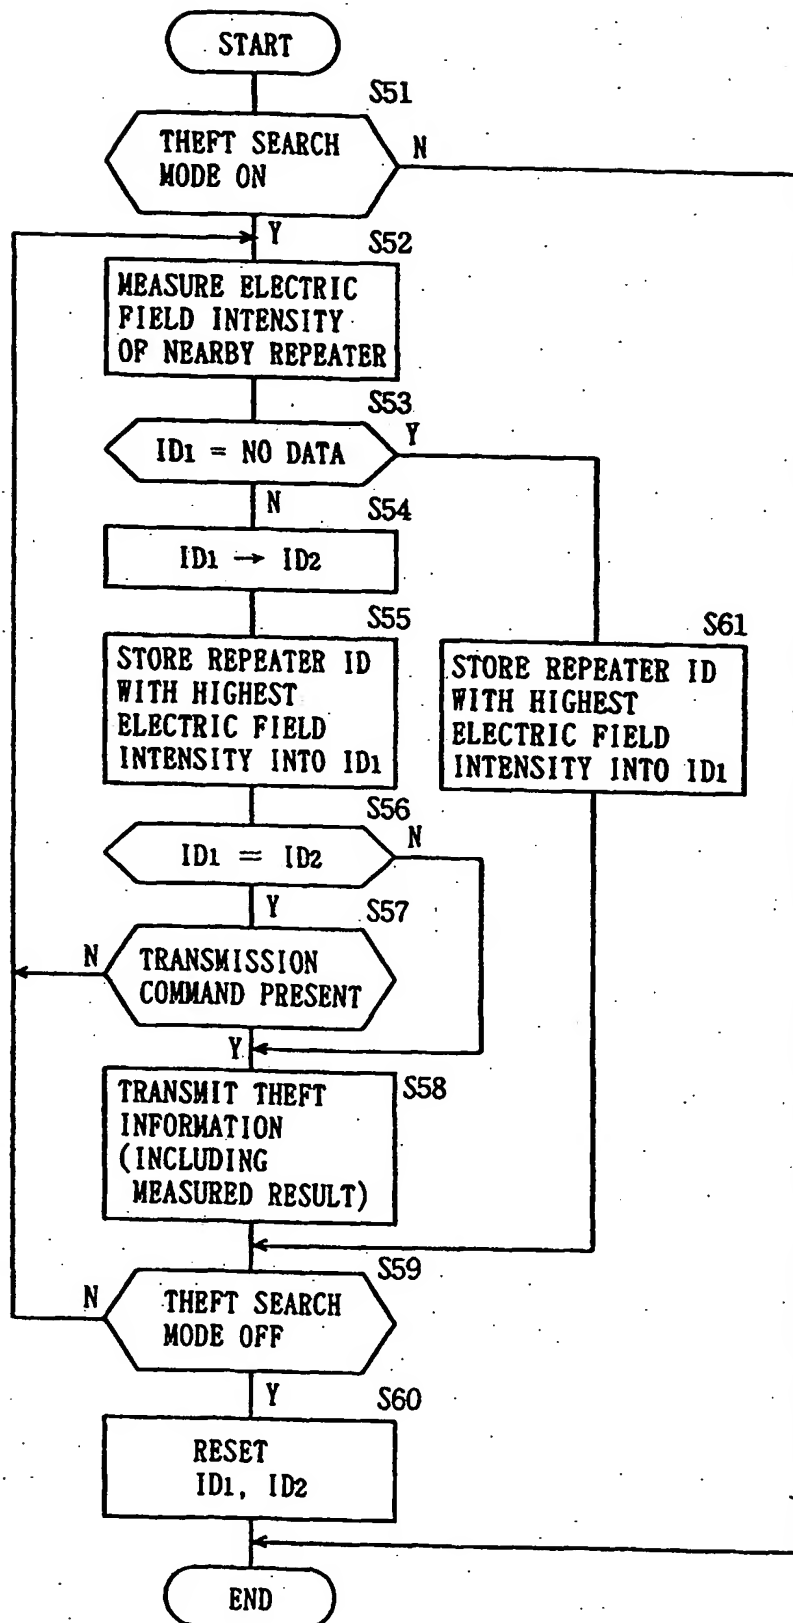 START
S51
THEFT SEARCH
MODE ON
N
Y
S52
MEASURE ELECTRIC
FIELD INTENSITY
OF NEARBY REPEATER
S53
ID1 = NO DATA
Y
N
S54
ID1 → ID2
S55
STORE REPEATER ID
WITH HIGHEST
ELECTRIC FIELD
INTENSITY INTO ID1
S61
STORE REPEATER ID
WITH HIGHEST
ELECTRIC FIELD
INTENSITY INTO ID1
S56
ID1 = ID2
N
Y
S57
N
TRANSMISSION
COMMAND PRESENT
Y
S58
TRANSMIT THEFT
INFORMATION
(INCLUDING
MEASURED RESULT)
S59
N
THEFT SEARCH
MODE OFF
Y
S60
RESET
ID1, ID2
END